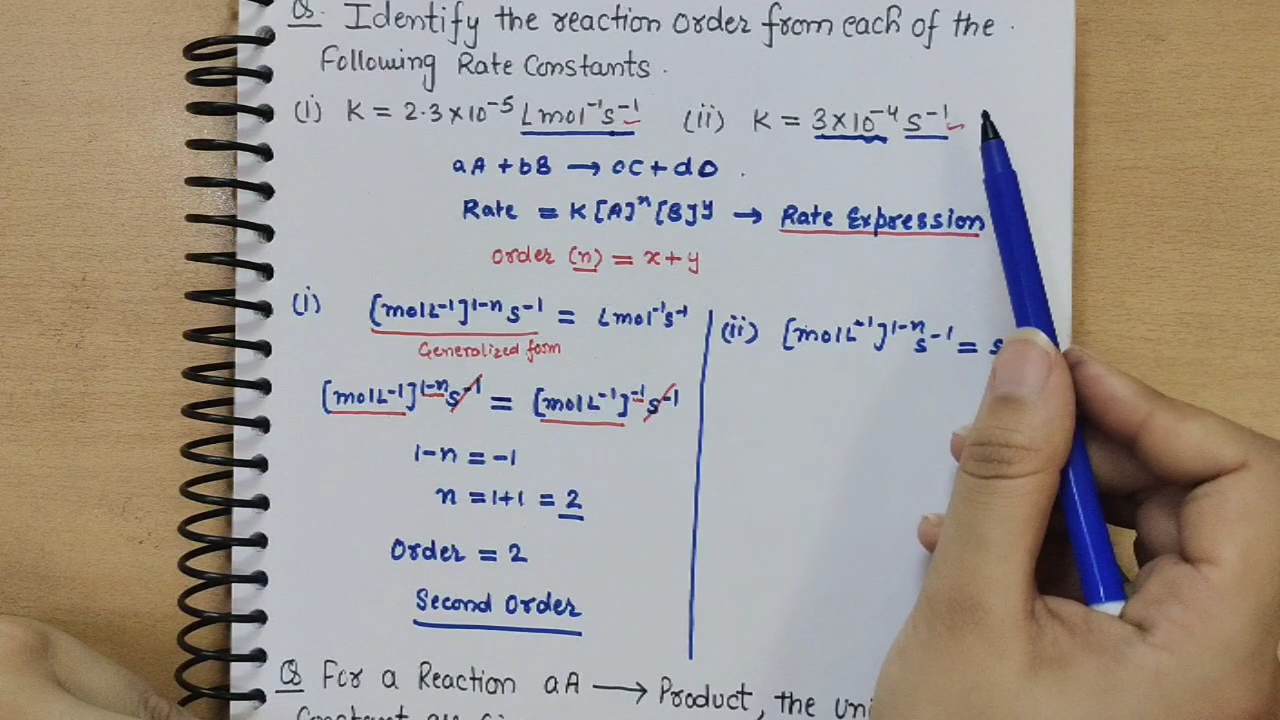 Q. Identify the reaction order from each of the
Following Rate Constants.
(i) K = 2.3×10⁻⁵ L mol⁻¹ s⁻¹ (ii) K = 3×10⁻⁴ s⁻¹
aA + bB → cC + dD
Rate = K[A]ⁿ[B]ʸ → Rate Expression
order (n) = x+y
(i) [mol L⁻¹]¹⁻ⁿ s⁻¹ = L mol⁻¹ s⁻¹
Generalized form
[mol L⁻¹]¹⁻ⁿ s⁻¹ = [mol L⁻¹]⁻¹ s⁻¹
1-n = -1
n = 1+1 = 2
Order = 2
Second Order
(ii) [mol L⁻¹]¹⁻ⁿ s⁻¹ = s
Q For a Reaction aA → Product, the
Constant